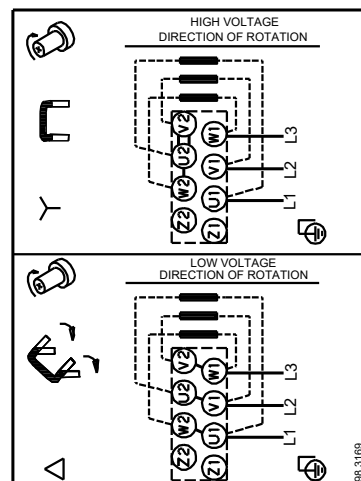 HIGH VOLTAGE
DIRECTION OF ROTATION
V2
W1
L3
U2
V1
L2
W2
U1
L1
Z2
Z1
LOW VOLTAGE
DIRECTION OF ROTATION
V2
W1
L3
U2
V1
L2
W2
U1
L1
Z2
Z1
98 3169